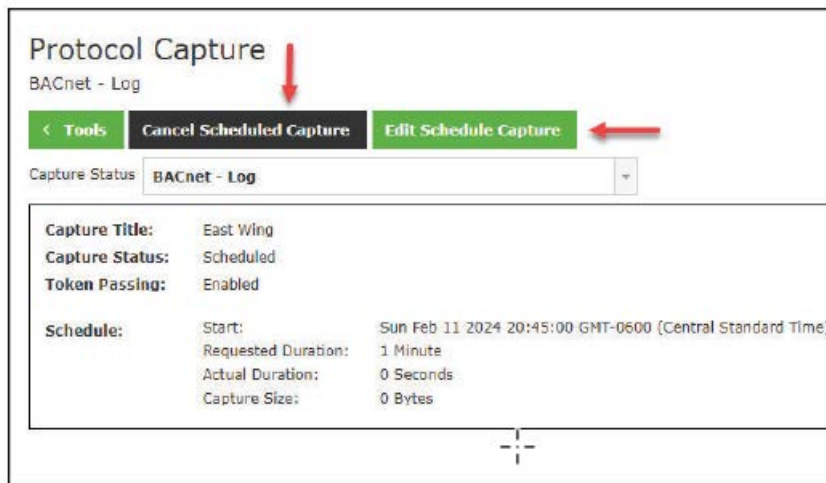 Protocol Capture
BACnet - Log
< Tools Cancel Scheduled Capture Edit Schedule Capture
Capture Status BACnet - Log
Capture Title: East Wing
Capture Status: Scheduled
Token Passing: Enabled
Schedule: Start: Sun Feb 11 2024 20:45:00 GMT-0600 (Central Standard Time)
Requested Duration: 1 Minute
Actual Duration: 0 Seconds
Capture Size: 0 Bytes